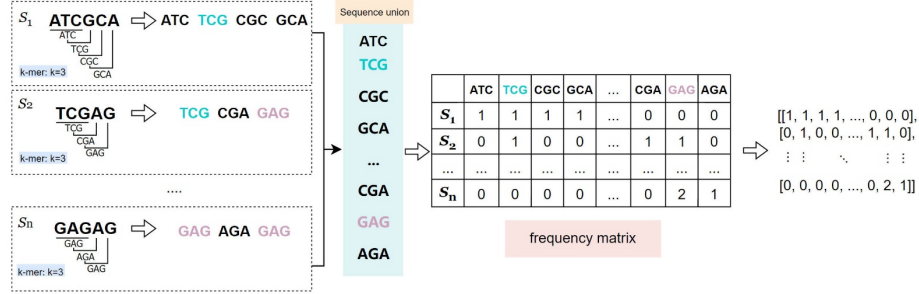 S1 ATCGCA ATC TCG CGC GCA
ATC
TCG
CGC
GCA
k-mer: k=3
S2 TCGAG TCG CGA GAG
TCG
CGA
GAG
k-mer: k=3
....
Sn GAGAG GAG AGA GAG
GAG
AGA
GAG
k-mer: k=3
Sequence union
ATC
TCG
CGC
GCA
...
CGA
GAG
AGA
ATC TCG CGC GCA ... CGA GAG AGA
S1 1 1 1 1 ... 0 0 0
S2 0 1 0 0 ... 1 1 0
... ... ... ... ... ... ... ... ...
Sn 0 0 0 0 ... 0 2 1
frequency matrix
[[1, 1, 1, 1, ..., 0, 0, 0],
[0, 1, 0, 0, ..., 1, 1, 0],
⋮ ⋮ ⋱ ⋮ ⋮
[0, 0, 0, 0, ..., 0, 2, 1]]